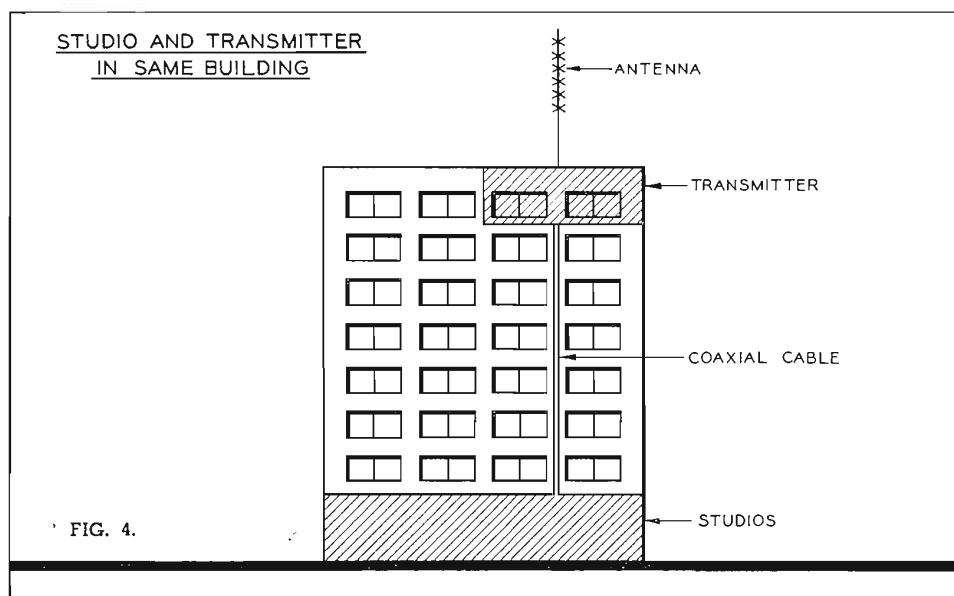 STUDIO AND TRANSMITTER
IN SAME BUILDING
ANTENNA
TRANSMITTER
COAXIAL CABLE
STUDIOS
FIG. 4.